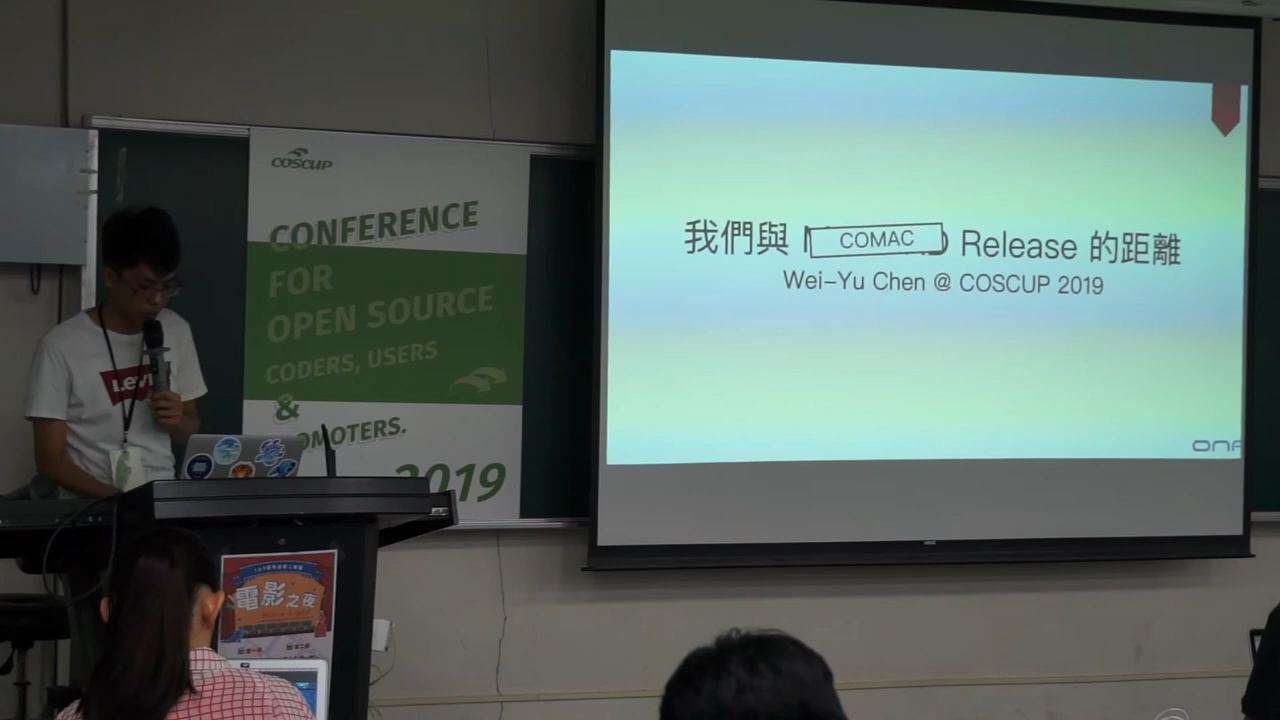 COSCUP
CONFERENCE
FOR
OPEN SOURCE
CODERS, USERS
&
OMOTERS.
2019
我們與 COMAC Release 的距離
Wei-Yu Chen @ COSCUP 2019
ON
Levi
電影之夜